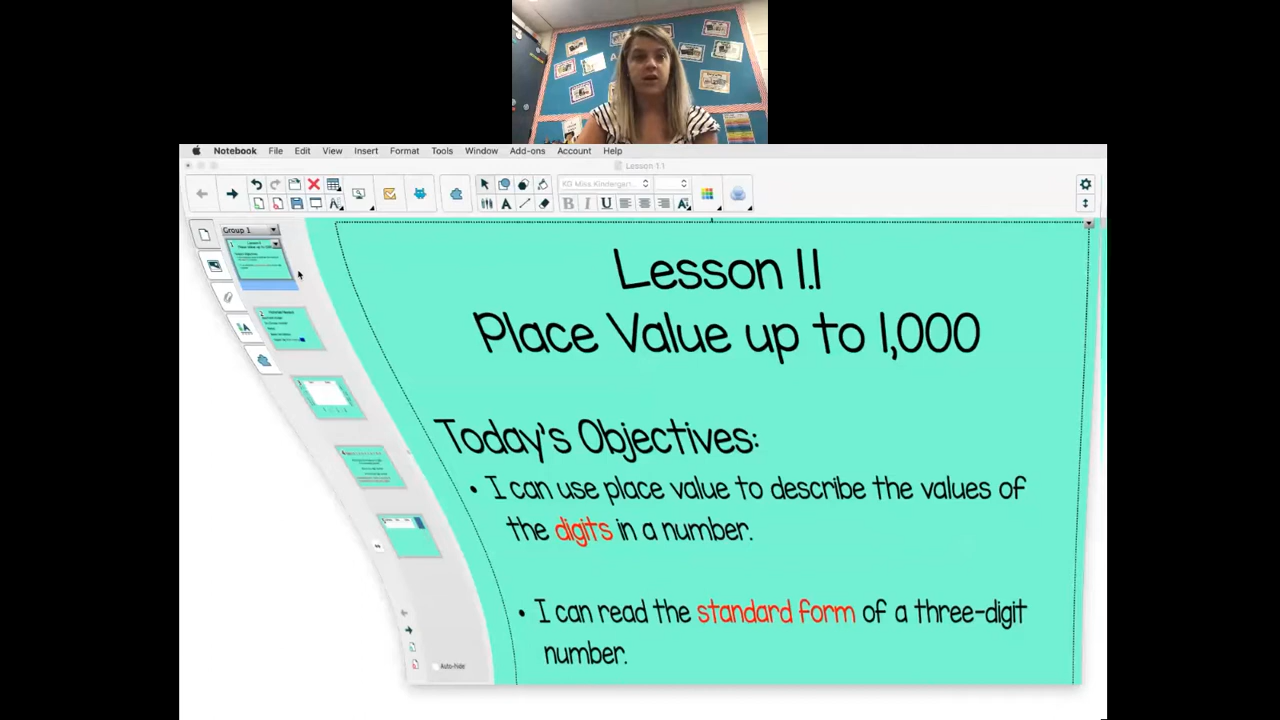 Notebook File Edit View Insert Format Tools Window Add-ons Account Help
Lesson 1.1
Group 1
B I U
Lesson 1.1
Place Value up to 1,000
Today's Objectives:
• I can use place value to describe the values of
the digits in a number.
• I can read the standard form of a three-digit
number.
Auto-hide